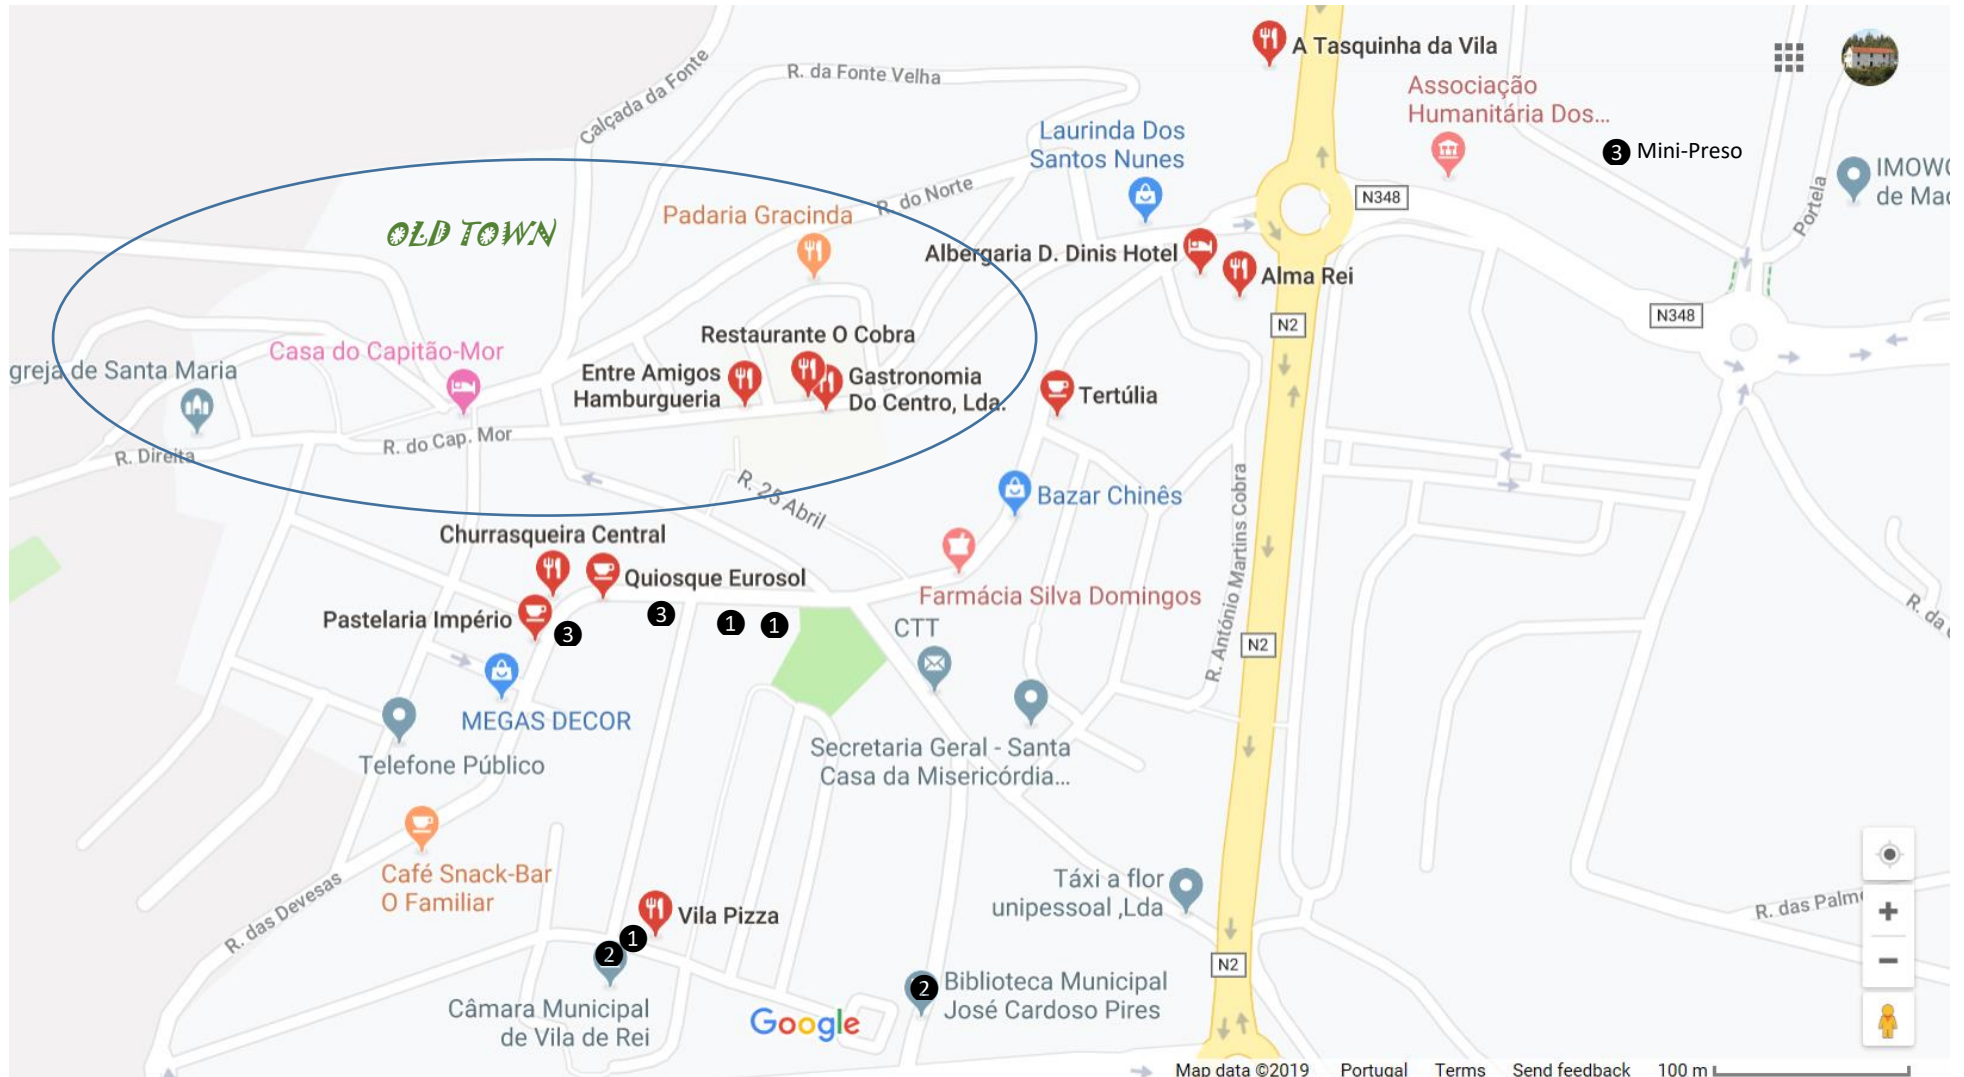 A Tasquinha da Vila
R. da Fonte Velha
Calçada da Fonte
Associação
Humanitária Dos...
Laurinda Dos
Santos Nunes
3 Mini-Preso
IMOWO
de Mac
Portela
N348
R. do Norte
Padaria Gracinda
OLD TOWN
Albergaria D. Dinis Hotel
Alma Rei
N2
N348
Restaurante O Cobra
Casa do Capitão-Mor
greja de Santa Maria
Entre Amigos
Hamburgueria
Gastronomia
Do Centro, Lda.
Tertúlia
R. do Cap. Mor
R. Direita
R. 25 Abril
Bazar Chinês
R. António Martins Cobra
Churrasqueira Central
Quiosque Eurosol
Farmácia Silva Domingos
Pastelaria Império
3
3
1
1
CTT
N2
R. da
MEGAS DECOR
Telefone Público
Secretaria Geral - Santa
Casa da Misericórdia...
Café Snack-Bar
O Familiar
Táxi a flor
unipessoal ,Lda
R. das Palm
R. das Devesas
Vila Pizza
1
2
N2
2
Biblioteca Municipal
José Cardoso Pires
Câmara Municipal
de Vila de Rei
Google
+
−
Map data ©2019 Portugal Terms Send feedback 100 m